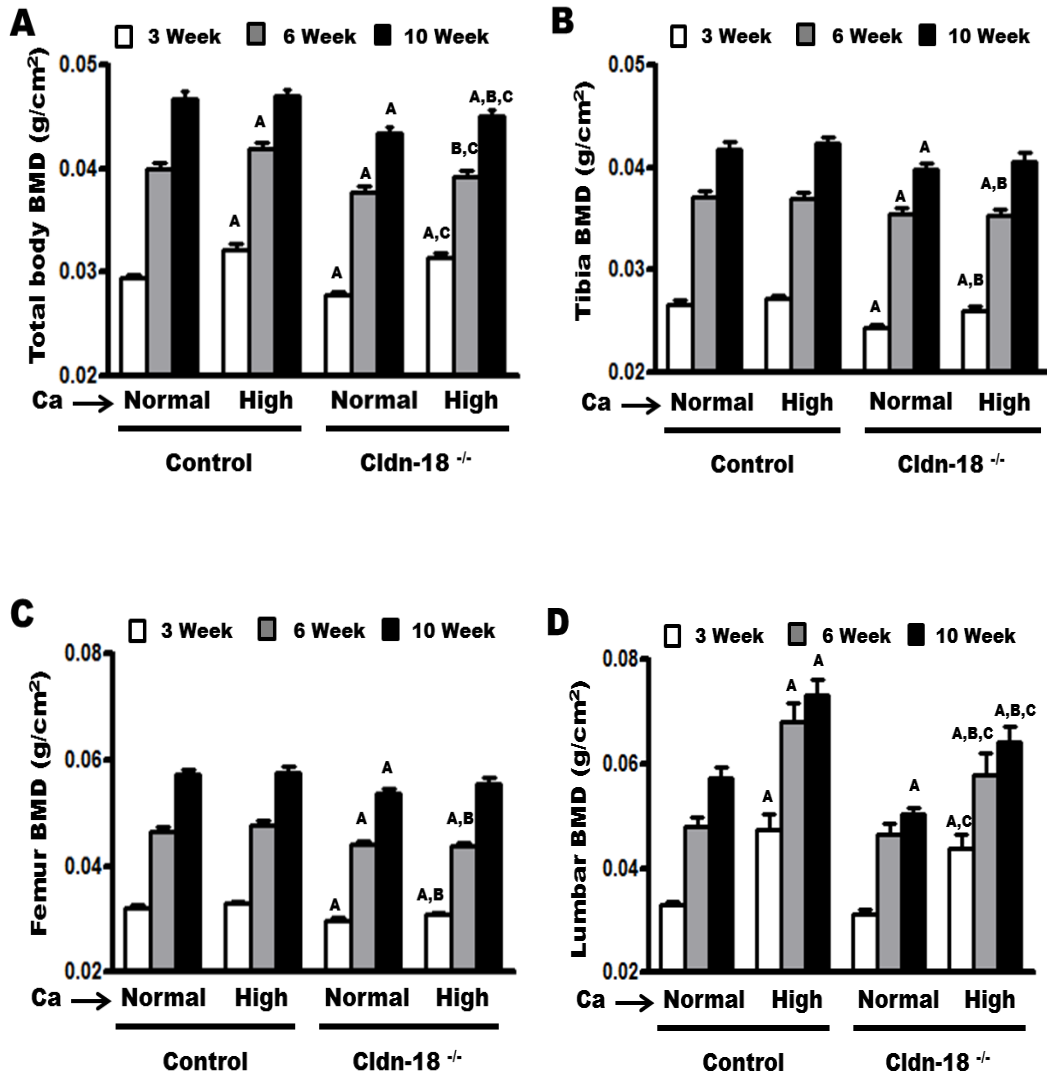 A
3 Week 6 Week 10 Week
Total body BMD (g/cm²)
0.05
0.04
0.03
0.02
A A A A A A A,C B,C A,B,C
Ca → Normal High Normal High
Control Cldn-18 -/-
B
3 Week 6 Week 10 Week
Tibia BMD (g/cm²)
0.05
0.04
0.03
0.02
A A A A,B A,B
Ca → Normal High Normal High
Control Cldn-18 -/-
C
3 Week 6 Week 10 Week
Femur BMD (g/cm²)
0.08
0.06
0.04
0.02
A A A A,B A,B
Ca → Normal High Normal High
Control Cldn-18 -/-
D
3 Week 6 Week 10 Week
Lumbar BMD (g/cm²)
0.08
0.06
0.04
0.02
A A A A A,C A,B,C A,B,C
Ca → Normal High Normal High
Control Cldn-18 -/-